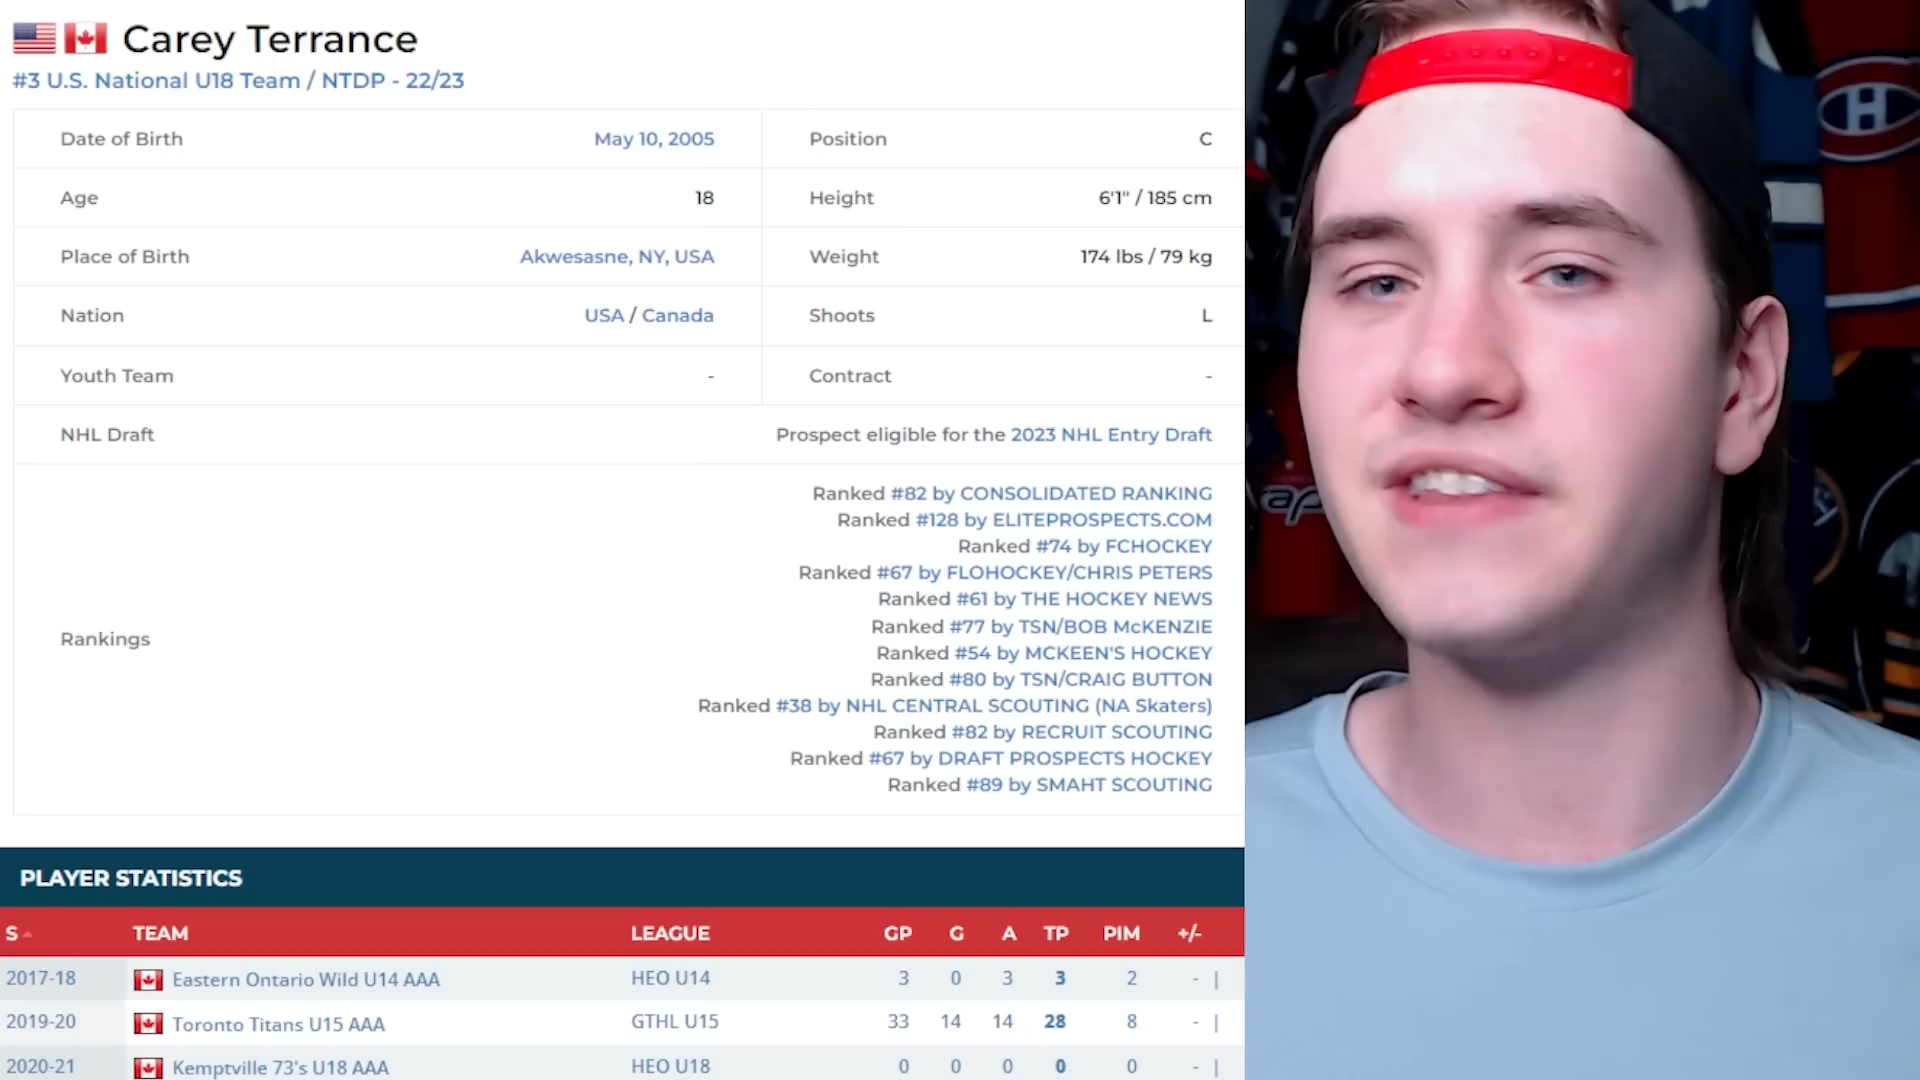 Carey Terrance
#3 U.S. National U18 Team / NTDP - 22/23
Date of Birth May 10, 2005 Position C
Age 18 Height 6'1" / 185 cm
Place of Birth Akwesasne, NY, USA Weight 174 lbs / 79 kg
Nation USA / Canada Shoots L
Youth Team - Contract -
NHL Draft Prospect eligible for the 2023 NHL Entry Draft
Rankings
Ranked #82 by CONSOLIDATED RANKING
Ranked #128 by ELITEPROSPECTS.COM
Ranked #74 by FCHOCKEY
Ranked #67 by FLOHOCKEY/CHRIS PETERS
Ranked #61 by THE HOCKEY NEWS
Ranked #77 by TSN/BOB McKENZIE
Ranked #54 by MCKEEN'S HOCKEY
Ranked #80 by TSN/CRAIG BUTTON
Ranked #38 by NHL CENTRAL SCOUTING (NA Skaters)
Ranked #82 by RECRUIT SCOUTING
Ranked #67 by DRAFT PROSPECTS HOCKEY
Ranked #89 by SMAHT SCOUTING
PLAYER STATISTICS
S TEAM LEAGUE GP G A TP PIM +/-
2017-18 Eastern Ontario Wild U14 AAA HEO U14 3 0 3 3 2 - |
2019-20 Toronto Titans U15 AAA GTHL U15 33 14 14 28 8 - |
2020-21 Kemptville 73's U18 AAA HEO U18 0 0 0 0 0 - |
H